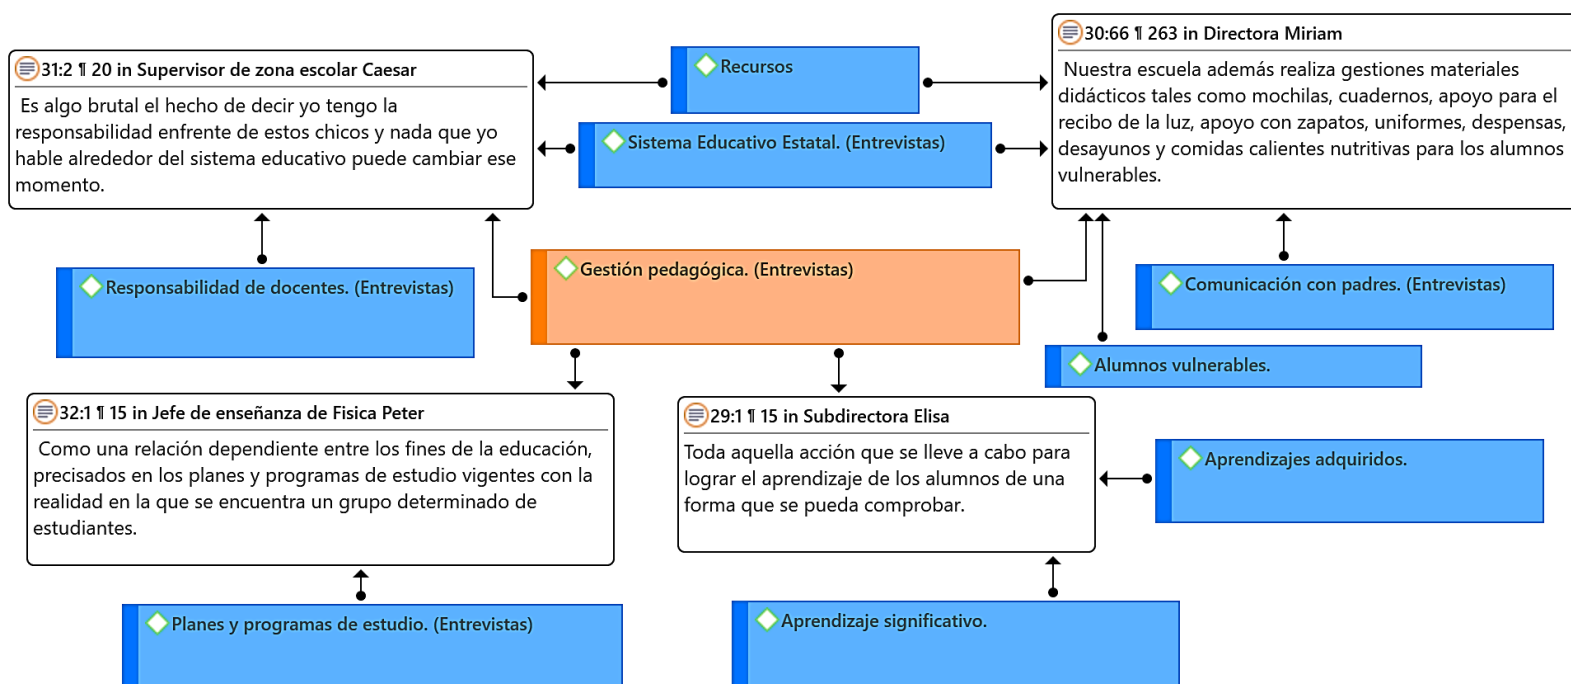 31:2 ¶ 20 in Supervisor de zona escolar Caesar
Es algo brutal el hecho de decir yo tengo la
responsabilidad enfrente de estos chicos y nada que yo
hable alrededor del sistema educativo puede cambiar ese
momento.
Recursos
Sistema Educativo Estatal. (Entrevistas)
30:66 ¶ 263 in Directora Miriam
Nuestra escuela además realiza gestiones materiales
didácticos tales como mochilas, cuadernos, apoyo para el
recibo de la luz, apoyo con zapatos, uniformes, despensas,
desayunos y comidas calientes nutritivas para los alumnos
vulnerables.
Responsabilidad de docentes. (Entrevistas)
Gestión pedagógica. (Entrevistas)
Comunicación con padres. (Entrevistas)
Alumnos vulnerables.
32:1 ¶ 15 in Jefe de enseñanza de Fisica Peter
Como una relación dependiente entre los fines de la educación,
precisados en los planes y programas de estudio vigentes con la
realidad en la que se encuentra un grupo determinado de
estudiantes.
29:1 ¶ 15 in Subdirectora Elisa
Toda aquella acción que se lleve a cabo para
lograr el aprendizaje de los alumnos de una
forma que se pueda comprobar.
Aprendizajes adquiridos.
Planes y programas de estudio. (Entrevistas)
Aprendizaje significativo.